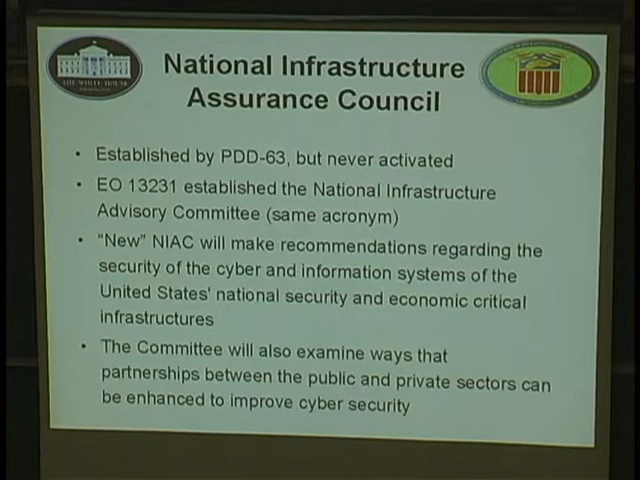 THE WHITE HOUSE
National Infrastructure
Assurance Council
• Established by PDD-63, but never activated
• EO 13231 established the National Infrastructure
Advisory Committee (same acronym)
• "New" NIAC will make recommendations regarding the
security of the cyber and information systems of the
United States' national security and economic critical
infrastructures
• The Committee will also examine ways that
partnerships between the public and private sectors can
be enhanced to improve cyber security